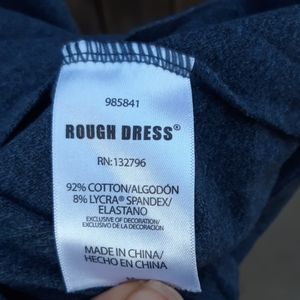 985841
ROUGH DRESS®
RN:132796
92% COTTON/ALGODÓN
8% LYCRA® SPANDEX/
ELASTANO
EXCLUSIVE OF DECORATION/
EXCLUSIVO DE LA DECORACIÓN
MADE IN CHINA/
HECHO EN CHINA